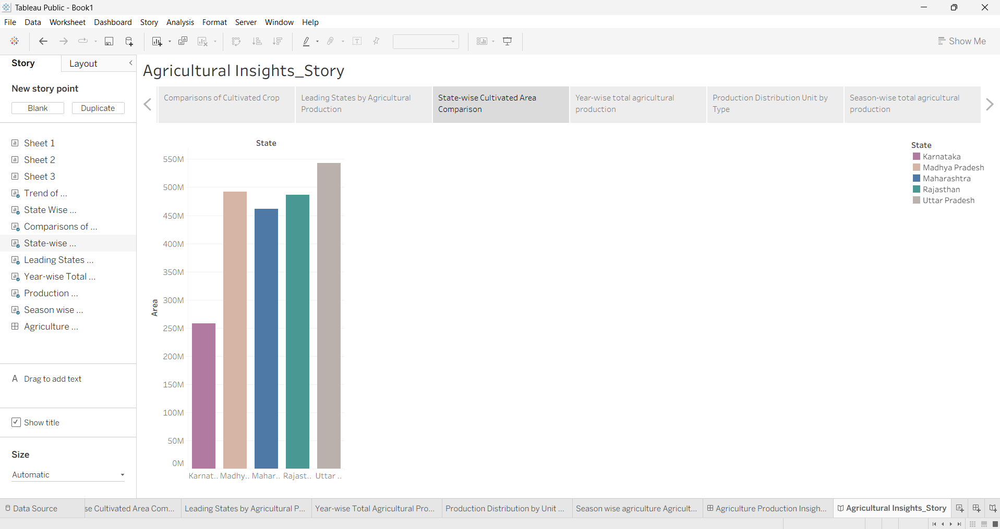 Tableau Public - Book1
File Data Worksheet Dashboard Story Analysis Format Server Window Help
Show Me
Story Layout
New story point
Blank Duplicate
Sheet 1
Sheet 2
Sheet 3
Trend of ...
State Wise ...
Comparisons of ...
State-wise ...
Leading States ...
Year-wise Total ...
Production ...
Season wise ...
Agriculture ...
A Drag to add text
Show title
Size
Automatic
Agricultural Insights_Story
Comparisons of Cultivated Crop
Leading States by Agricultural
Production
State-wise Cultivated Area
Comparison
Year-wise total agricultural
production
Production Distribution Unit by
Type
Season-wise total agricultural
production
State
550M
500M
450M
400M
350M
300M
250M
200M
150M
100M
50M
0M
Area
Karnat.. Madhy.. Mahar.. Rajast.. Uttar ..
State
Karnataka
Madhya Pradesh
Maharashtra
Rajasthan
Uttar Pradesh
Data Source se Cultivated Area Com... Leading States by Agricultural P... Year-wise Total Agricultural Pro... Production Distribution by Unit ... Season wise agriculture Agricult... Agriculture Production Insigh... Agricultural Insights_Story